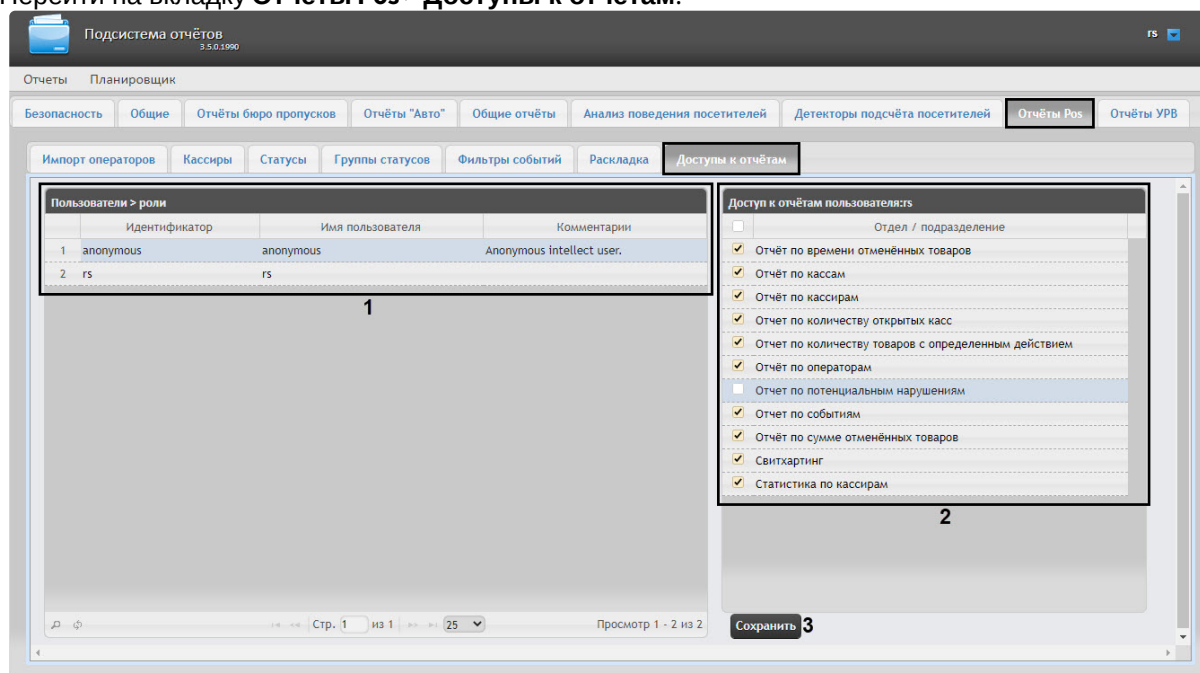 Перейти на вкладку Отчёты Pos - Доступы к отчётам.
Подсистема отчётов
3.5.0.1990
rs
Отчеты Планировщик
Безопасность Общие Отчёты бюро пропусков Отчёты "Авто" Общие отчёты Анализ поведения посетителей Детекторы подсчёта посетителей Отчёты Pos Отчёты УРВ
Импорт операторов Кассиры Статусы Группы статусов Фильтры событий Раскладка Доступы к отчётам
Пользователи > роли
Идентификатор Имя пользователя Комментарии
1 anonymous anonymous Anonymous intellect user.
2 rs rs
1
Доступ к отчётам пользователя:rs
Отдел / подразделение
Отчёт по времени отменённых товаров
Отчёт по кассам
Отчёт по кассирам
Отчет по количеству открытых касс
Отчет по количеству товаров с определенным действием
Отчёт по операторам
Отчет по потенциальным нарушениям
Отчет по событиям
Отчёт по сумме отменённых товаров
Свитхартинг
Статистика по кассирам
2
Стр. 1 из 1 25 Просмотр 1 - 2 из 2
Сохранить 3